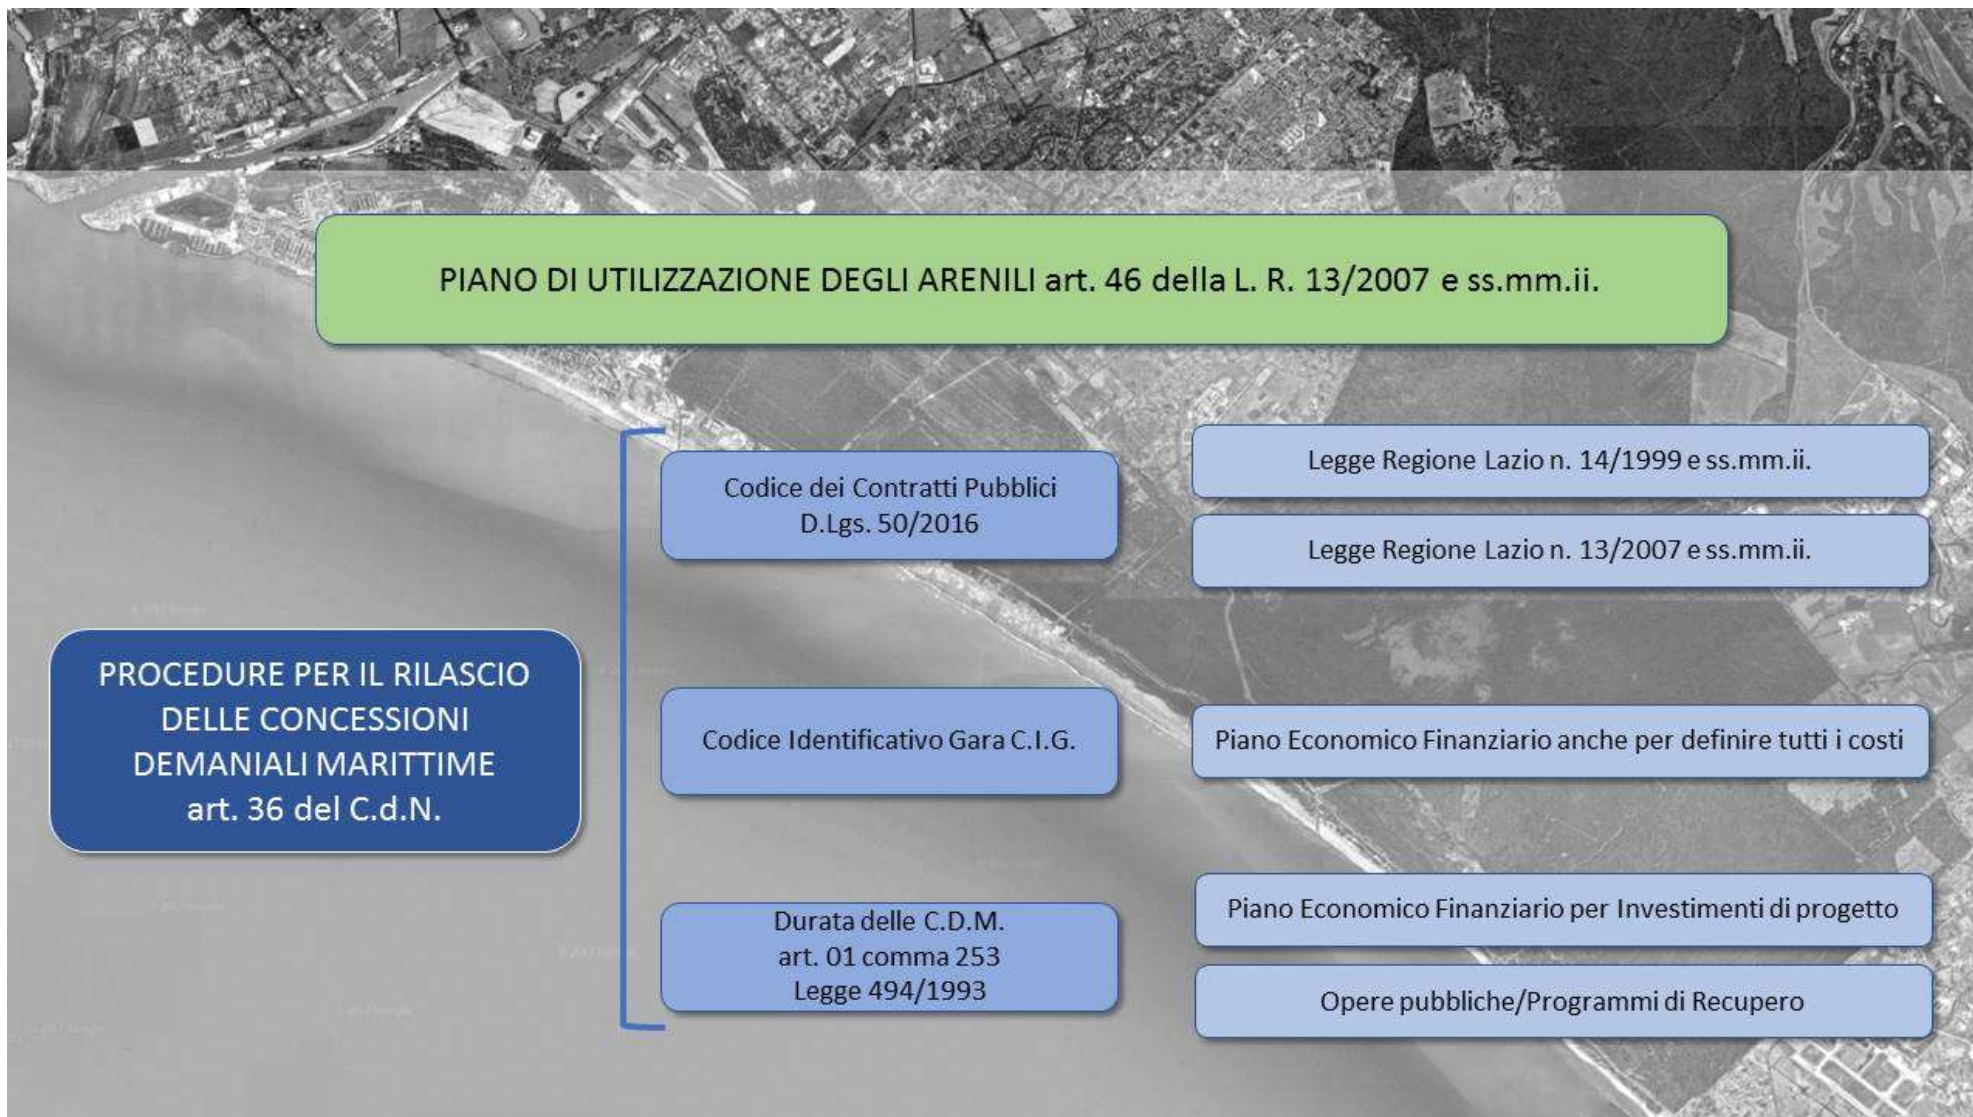 PIANO DI UTILIZZAZIONE DEGLI ARENILI art. 46 della L. R. 13/2007 e ss.mm.ii.
PROCEDURE PER IL RILASCIO
DELLE CONCESSIONI
DEMANIALI MARITTIME
art. 36 del C.d.N.
Codice dei Contratti Pubblici
D.Lgs. 50/2016
Legge Regione Lazio n. 14/1999 e ss.mm.ii.
Legge Regione Lazio n. 13/2007 e ss.mm.ii.
Codice Identificativo Gara C.I.G.
Piano Economico Finanziario anche per definire tutti i costi
Durata delle C.D.M.
art. 01 comma 253
Legge 494/1993
Piano Economico Finanziario per Investimenti di progetto
Opere pubbliche/Programmi di Recupero